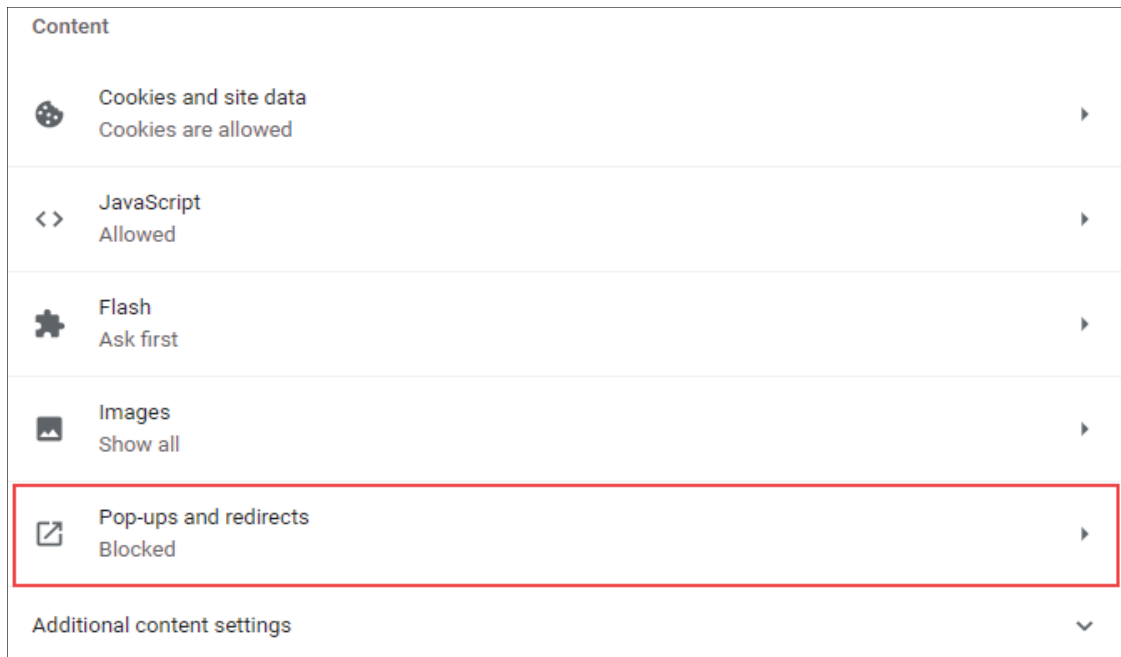 Content
Cookies and site data
Cookies are allowed
JavaScript
Allowed
Flash
Ask first
Images
Show all
Pop-ups and redirects
Blocked
Additional content settings